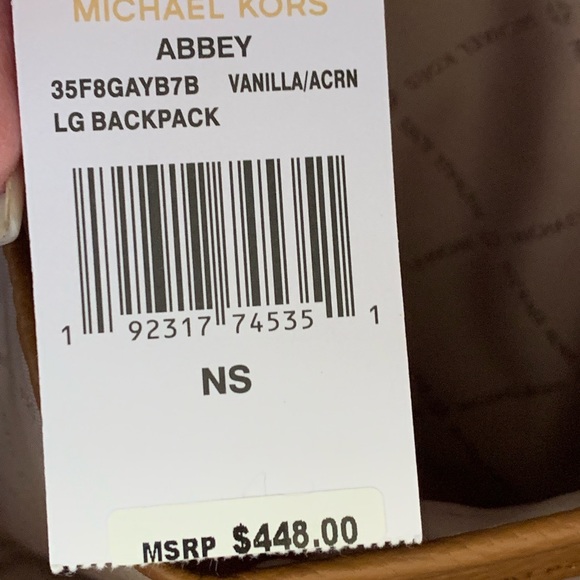 MICHAEL KORS
ABBEY
35F8GAYB7B VANILLA/ACRN
LG BACKPACK
1 92317 74535 1
NS
MSRP $448.00